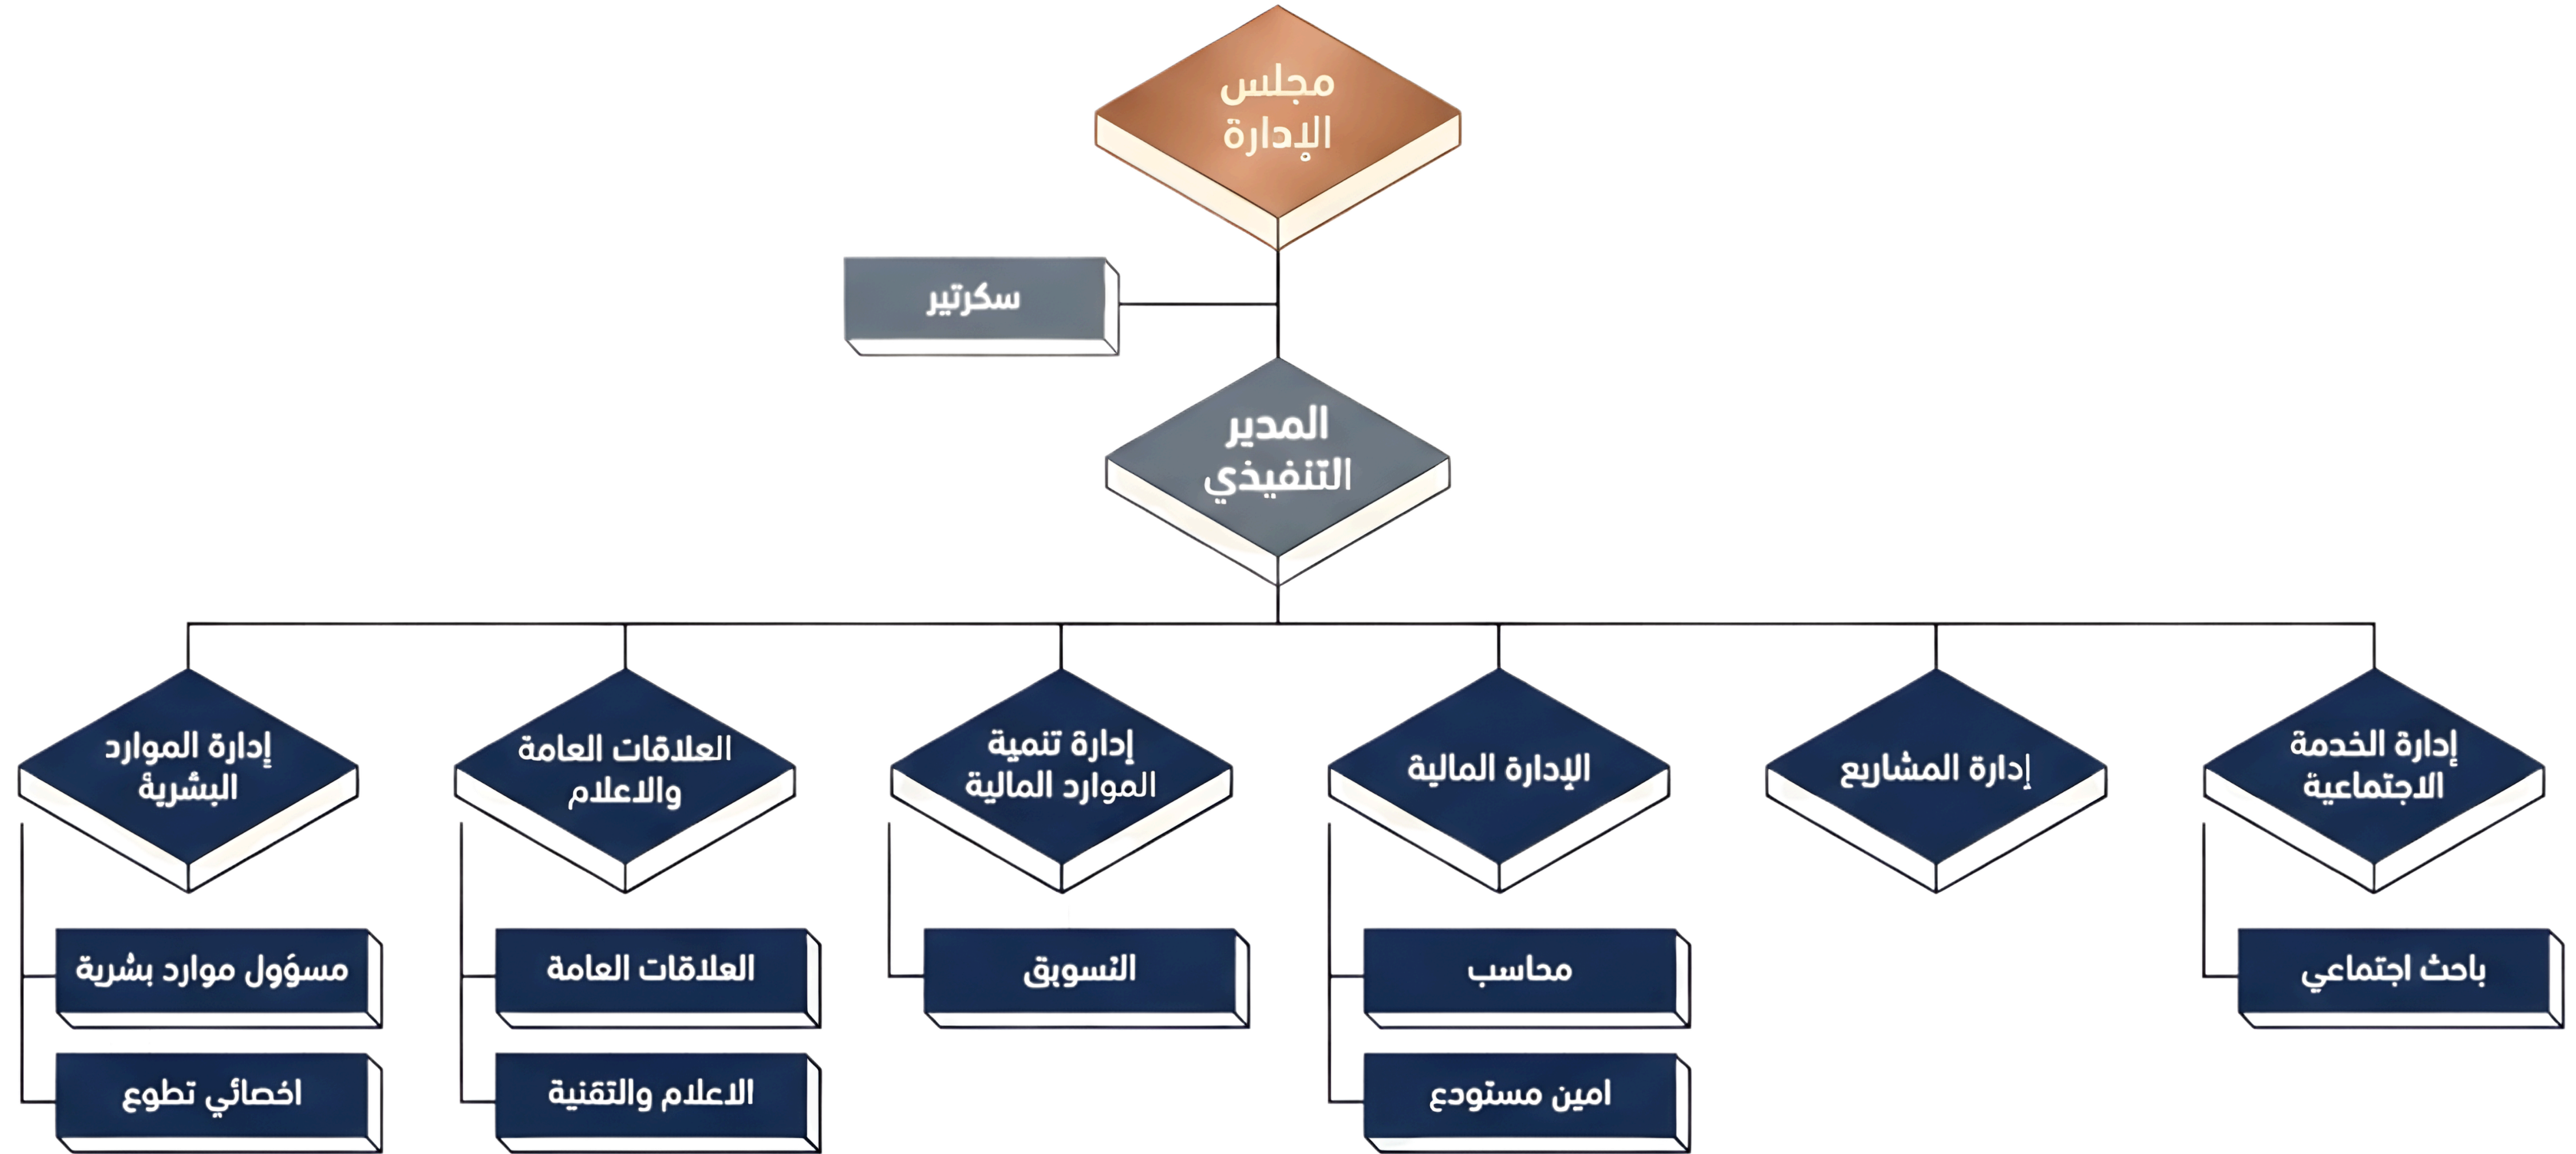 مجلس
الإدارة
سكرتير
المدير
التنفيذي
إدارة الخدمة
الاجتماعية
إدارة المشاريع
الإدارة المالية
إدارة تنمية
الموارد المالية
العلاقات العامة
والاعلام
إدارة الموارد
البشرية
باحث اجتماعي
محاسب
التسويق
العلاقات العامة
مسؤول موارد بشرية
امين مستودع
الاعلام والتقنية
اخصائي تطوع